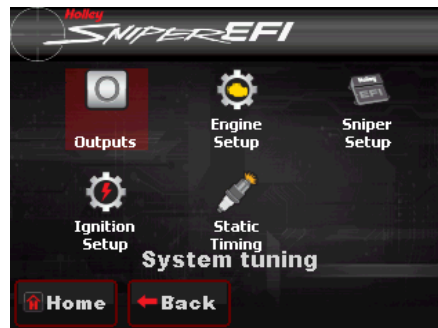 Holley
SNIPER EFI
O
Outputs
Engine
Setup
Holley
EFI
Sniper
Setup
Ignition
Setup
Static
Timing
System tuning
H
Home
Back